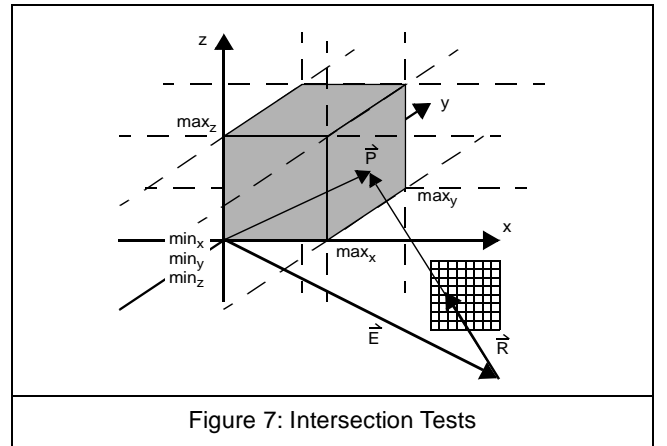 z
y
max_z
P
max_y
x
min_x
max_x
min_y
min_z
E
R
Figure 7: Intersection Tests